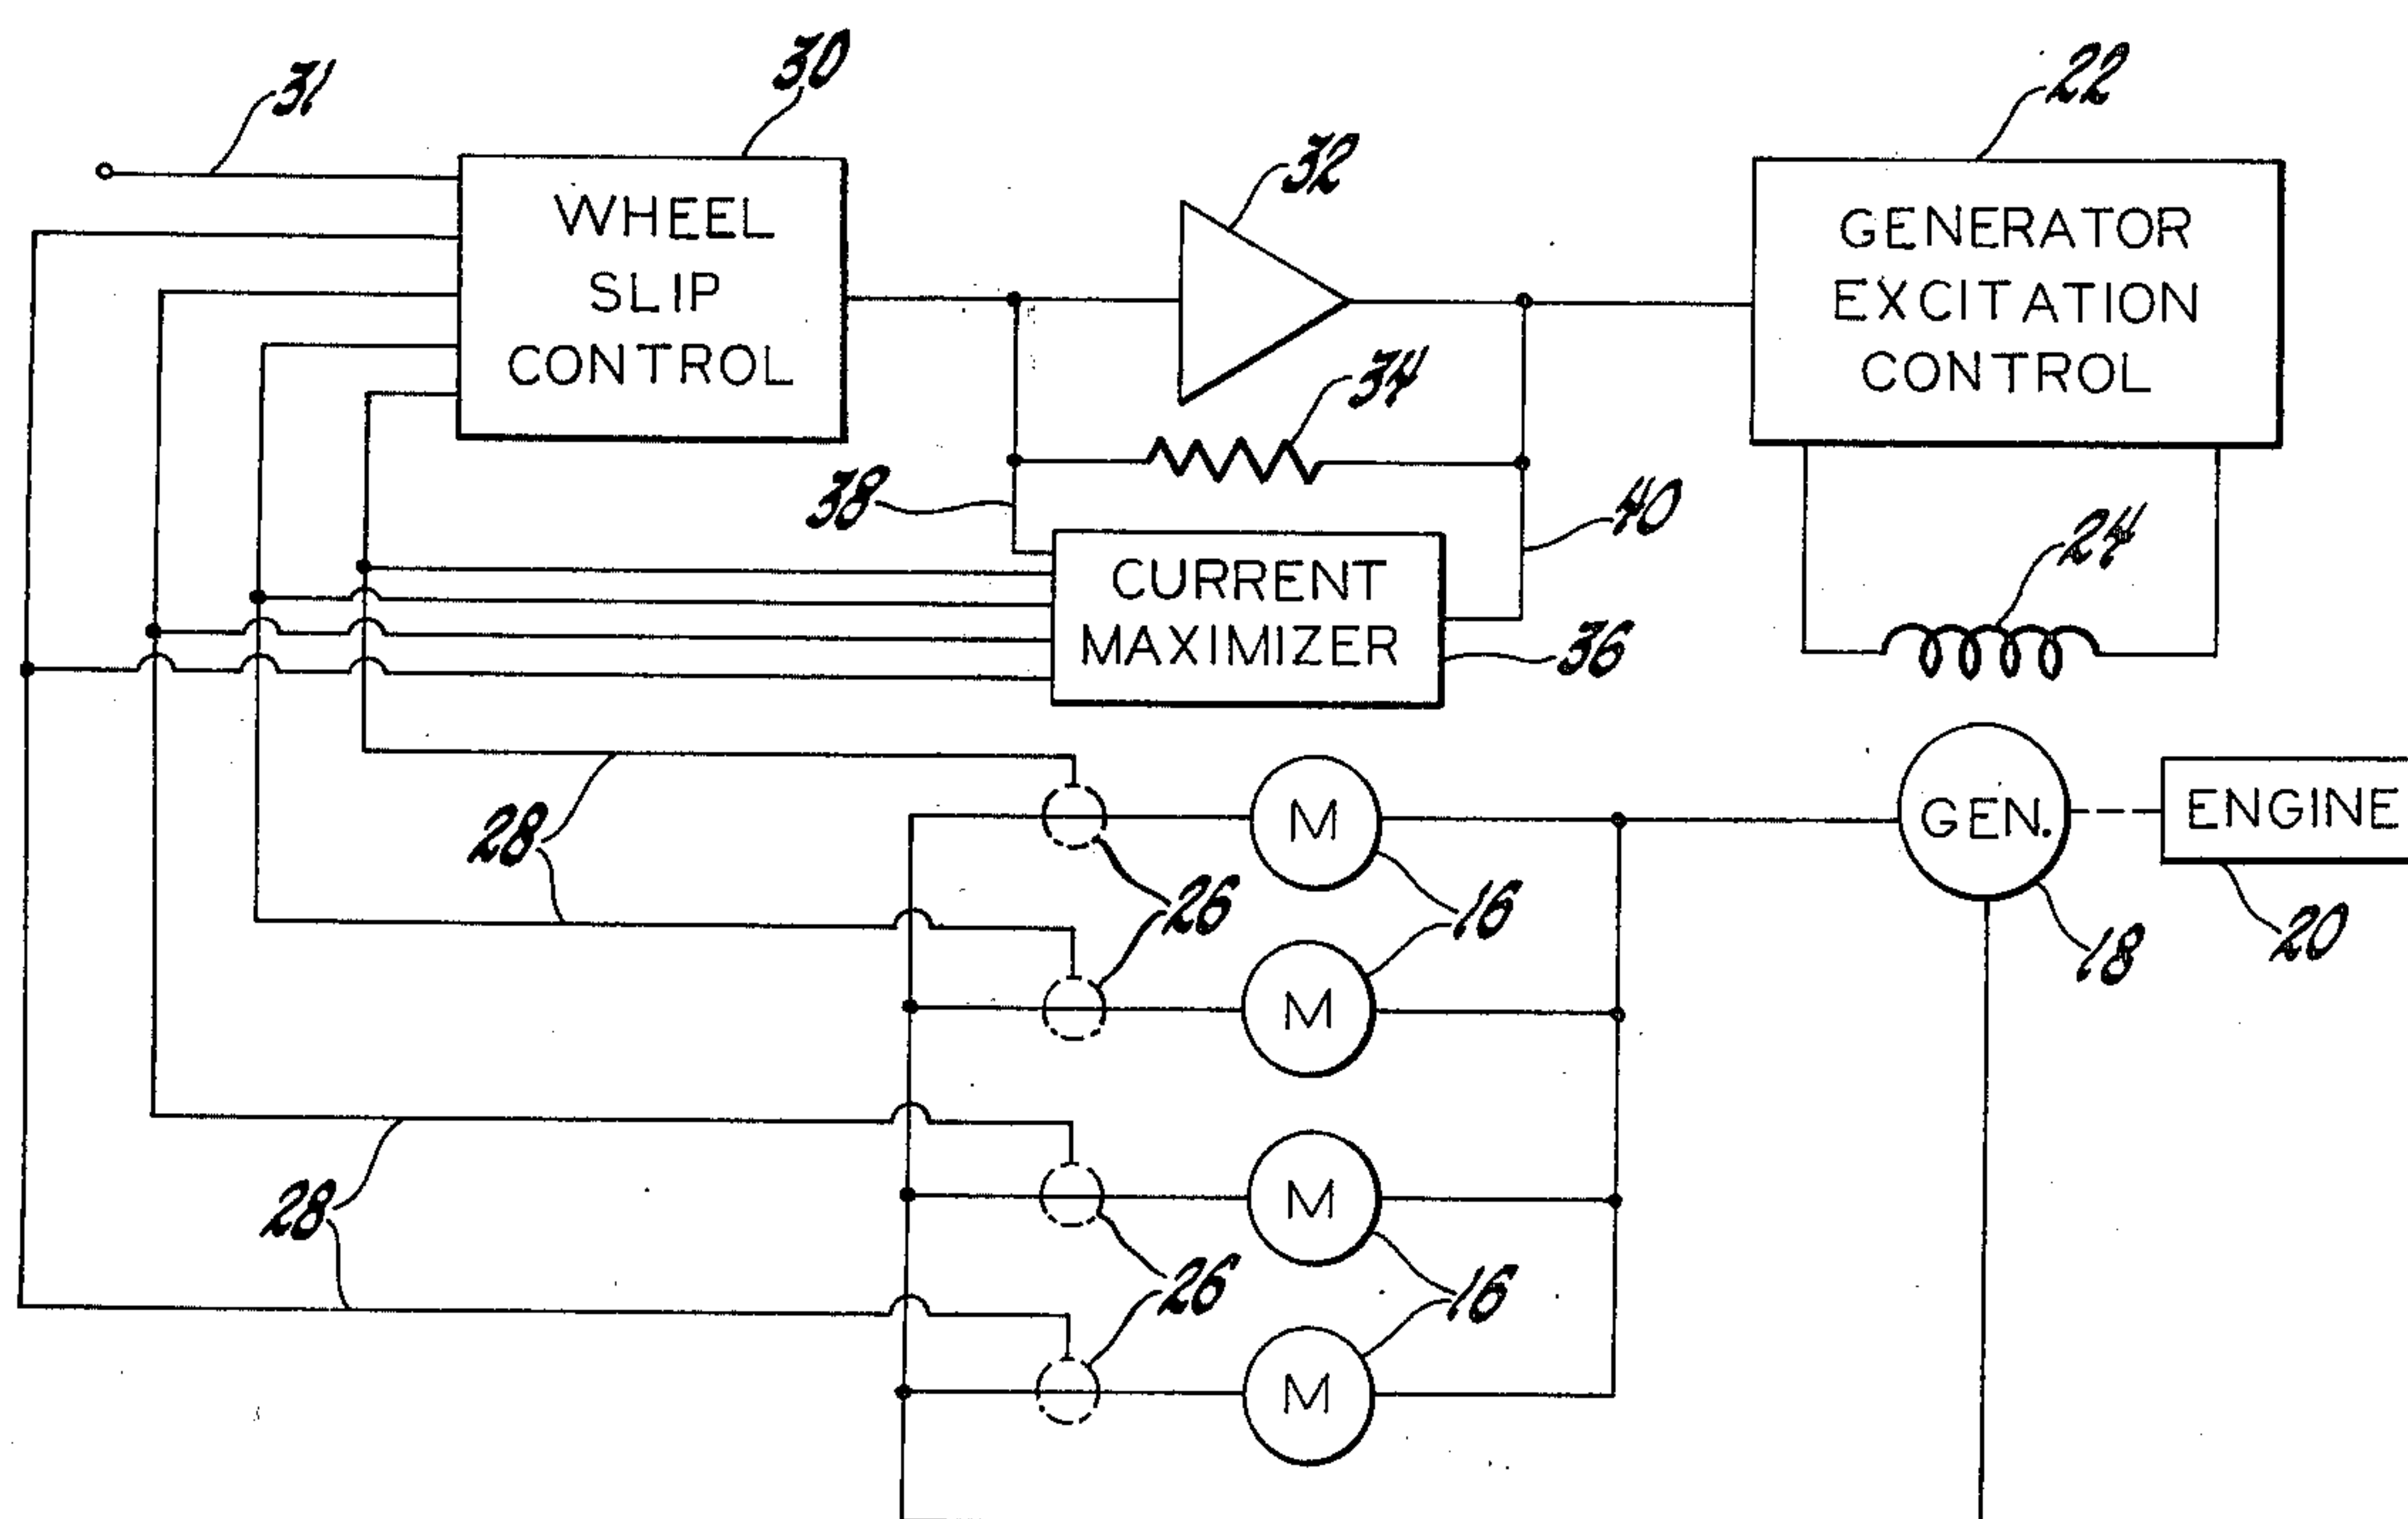 31
30
22
32
WHEEL
SLIP
CONTROL
GENERATOR
EXCITATION
CONTROL
34
38
40
24
CURRENT
MAXIMIZER
36
28
M
GEN.
ENGINE
26
16
M
18
20
28
M
26
16
M